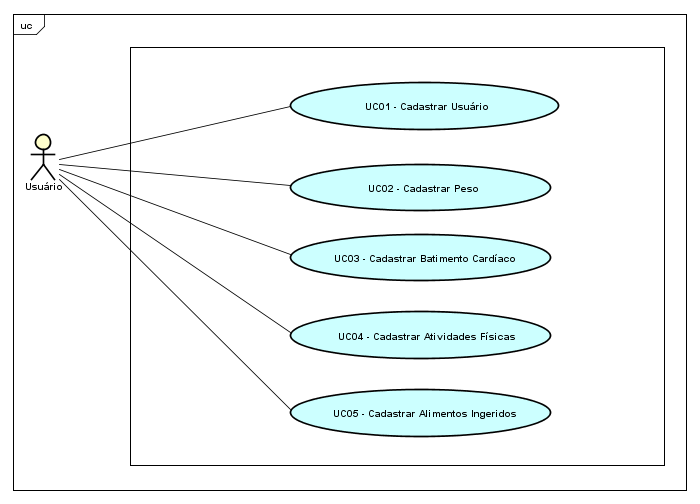 uc
UC01 - Cadastrar Usuário
Usuário
UC02 - Cadastrar Peso
UC03 - Cadastrar Batimento Cardíaco
UC04 - Cadastrar Atividades Físicas
UC05 - Cadastrar Alimentos Ingeridos